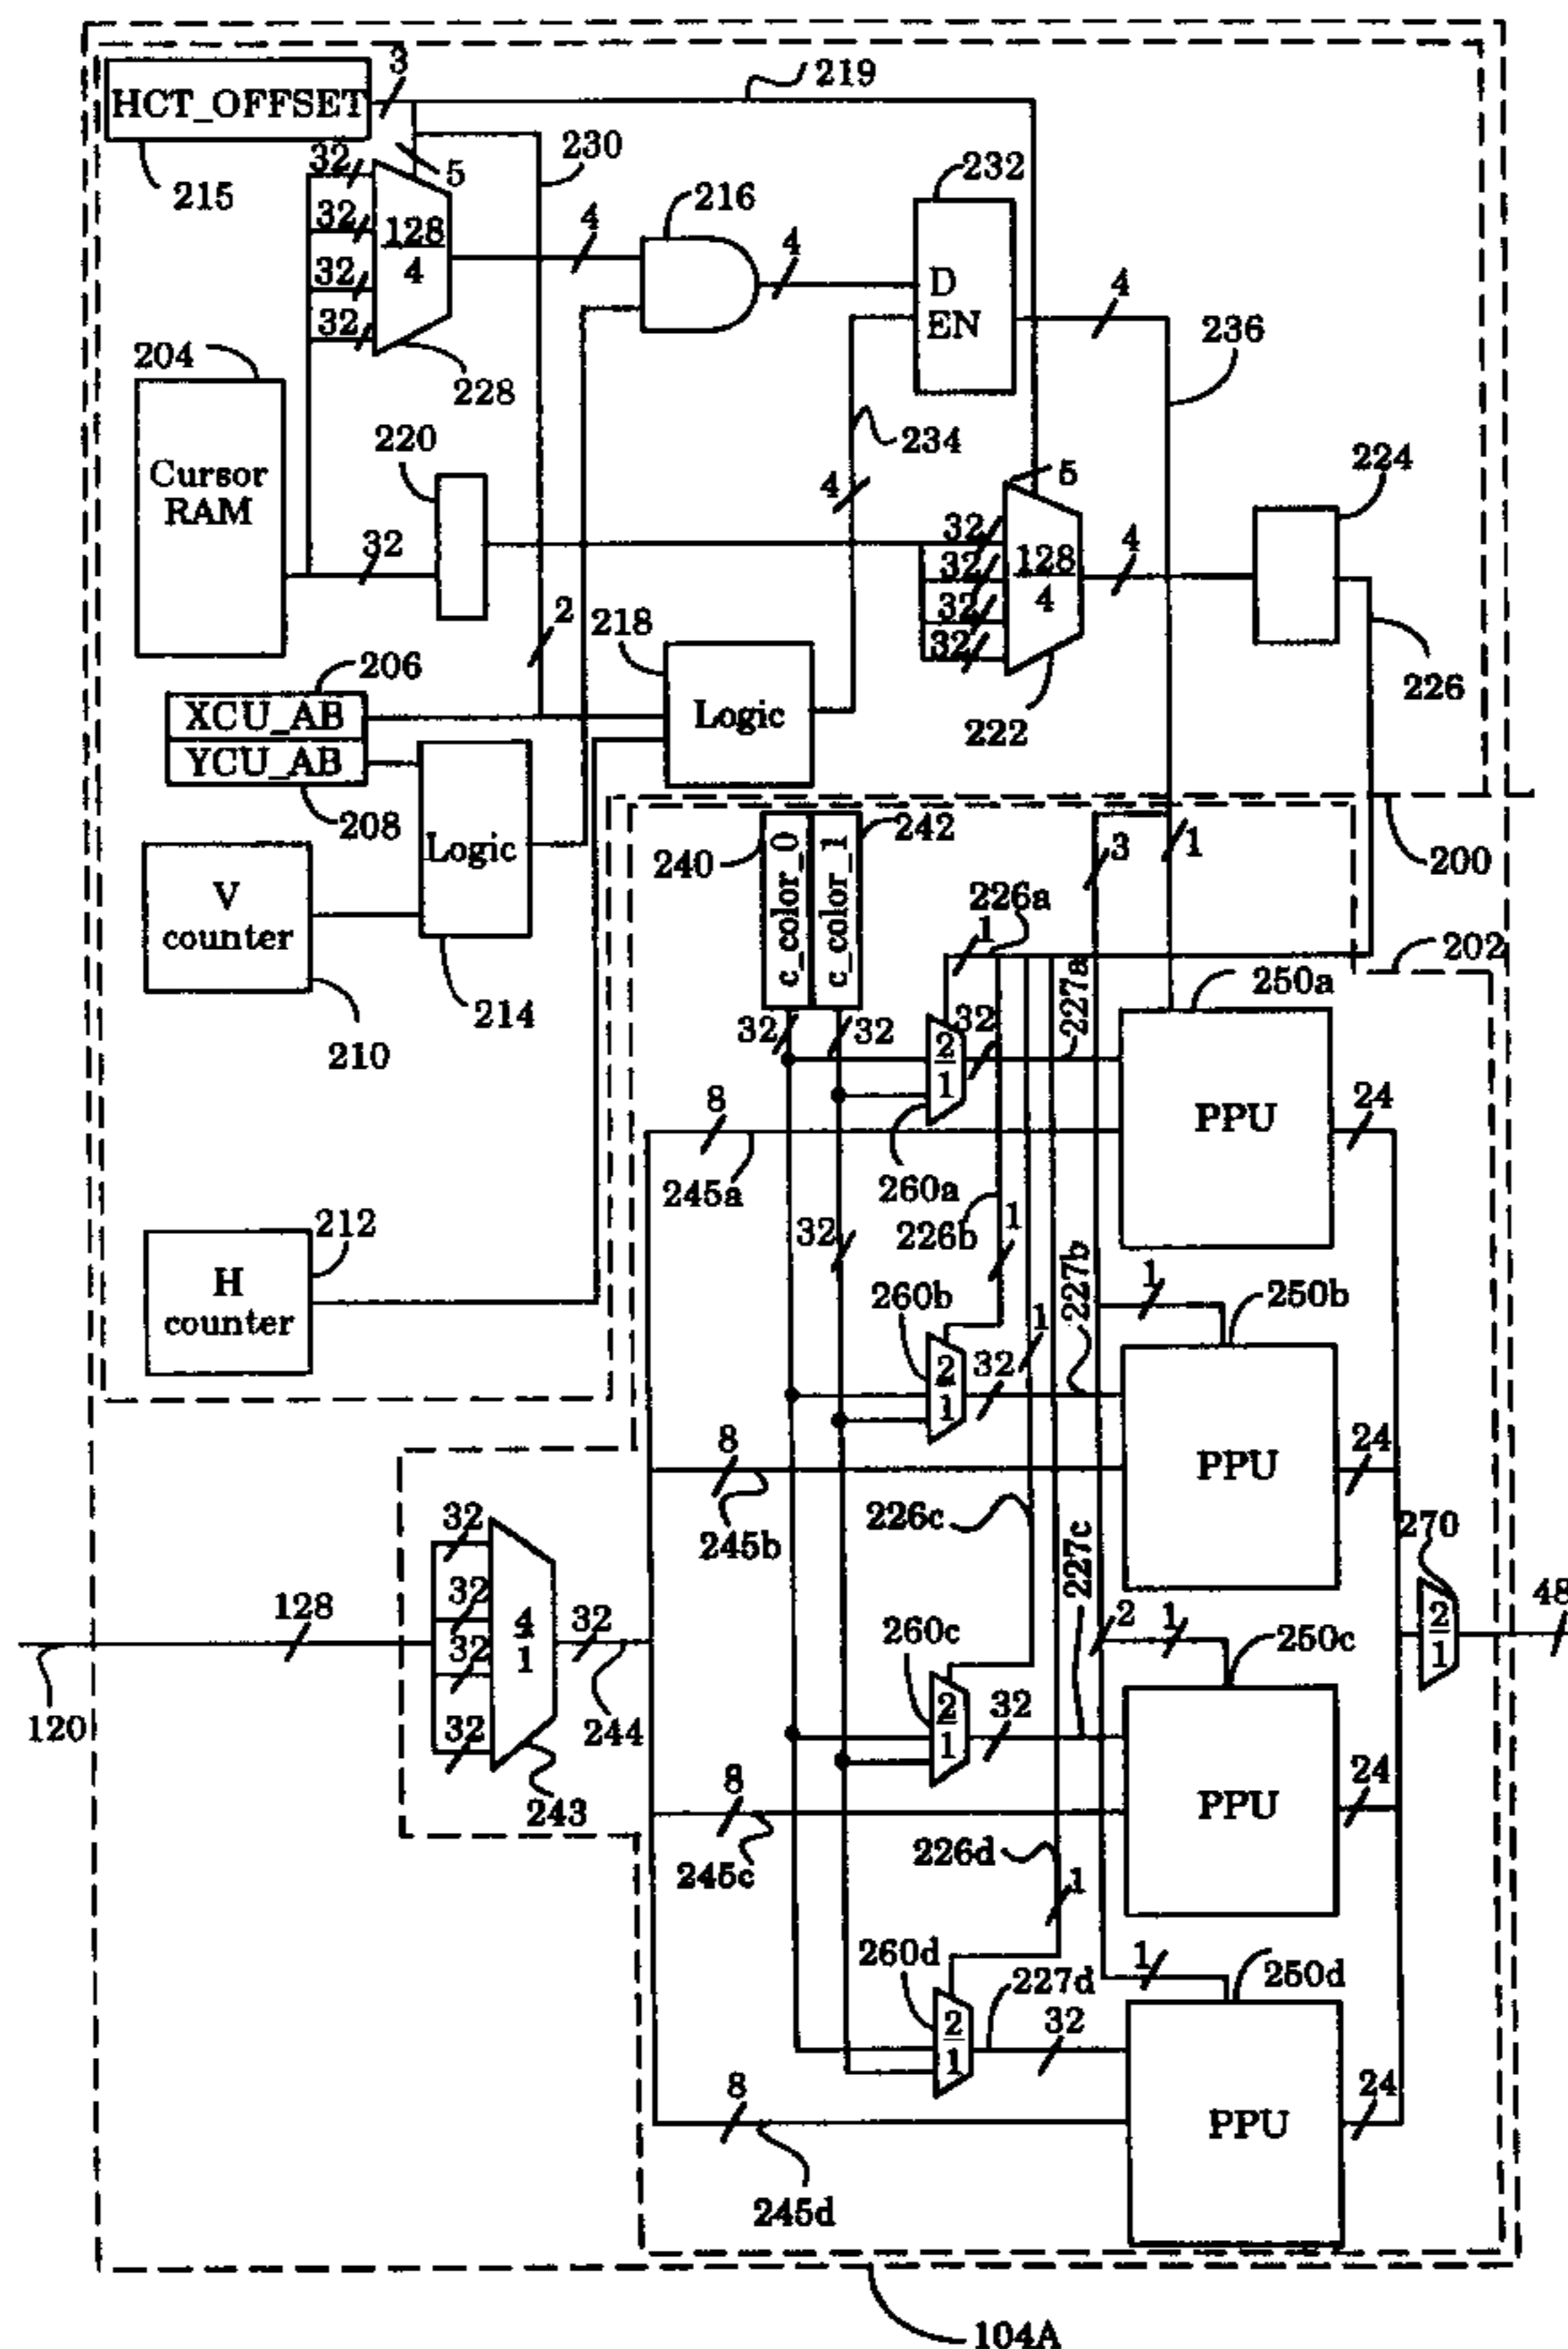 3
219
HCT_OFFSET
215
32
5
230
232
216
32
128
4
4
4
32
4
D
EN
4
32
236
204
228
234
220
224
Cursor
RAM
5
4
32
32
128
4
4
32
32
32
32
2
218
206
226
XCU_AB
Logic
222
YCU_AB
208
Logic
240
c_color_0
c_color_1
242
3
1
200
V
counter
226a
1
202
227a
250a
214
32
32
32
2
1
210
8
PPU
24
245a
260a
212
32
226b
1
227b
1
H
counter
260b
250b
1
2
1
32
8
PPU
24
245b
226c
227c
270
32
128
32
4
1
32
260c
2
1
250c
48
2
1
32
32
120
32
244
2
1
32
8
PPU
24
243
245c
226d
1
260d
227d
1
250d
2
1
32
8
PPU
24
245d
104A